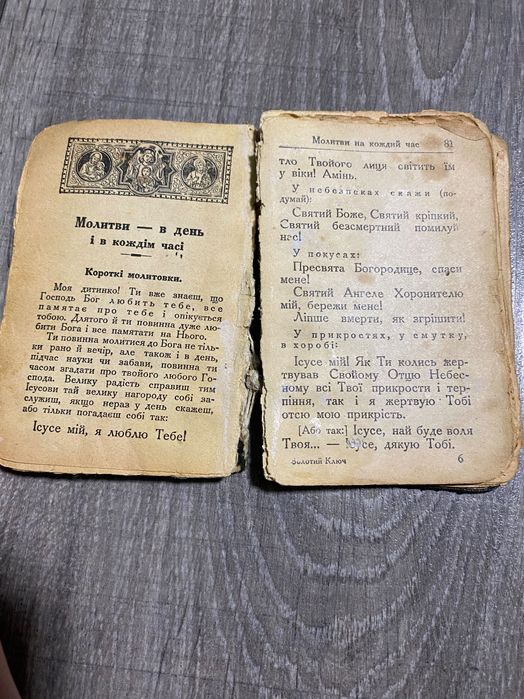 Молитви — в день
і в кождім часі
Короткі молитовки.
Моя дитинко! Ти вже знаєш, що
Господь Бог любить тебе, все
памятає про тебе і опікується
тобою. Длятого й ти повинна дуже лю-
бити Бога і все памятати на Нього.
Ти повинна молитися до Бога не тіль-
ки рано й вечір, але також і в день,
підчас науки чи забави, повинна ти
часом згадати про твойого любого Го-
спода. Велику радість справиш тим
Ісусови тай велику нагороду собі за-
служиш, якщо нераз у день скажеш,
або тільки погадаєш собі так:
Ісусе мій, я люблю Тебе!
Молитви на кождий час 81
тло Твойого лиця світить їм
у віки! Амінь.
У небезпеках скажи (по-
думай):
Святий Боже, Святий кріпкий,
Святий безсмертний помилуй
нас!
У покусах:
Пресвята Богородице, спаси
мене!
Святий Ангеле Хоронителю
мій, бережи мене!
Ліпше вмерти, як згрішити!
У прикростях, у смутку,
в хоробі:
Ісусе мій! Як Ти колись жер-
твував Свойому Отцю Небес-
ному всі Твої прикрости і тер-
піння, так і я жертвую Тобі
отсю мою прикрість.
[Або так:] Ісусе, най буде воля
Твоя... — Ісусе, дякую Тобі.
Золотий Ключ 6